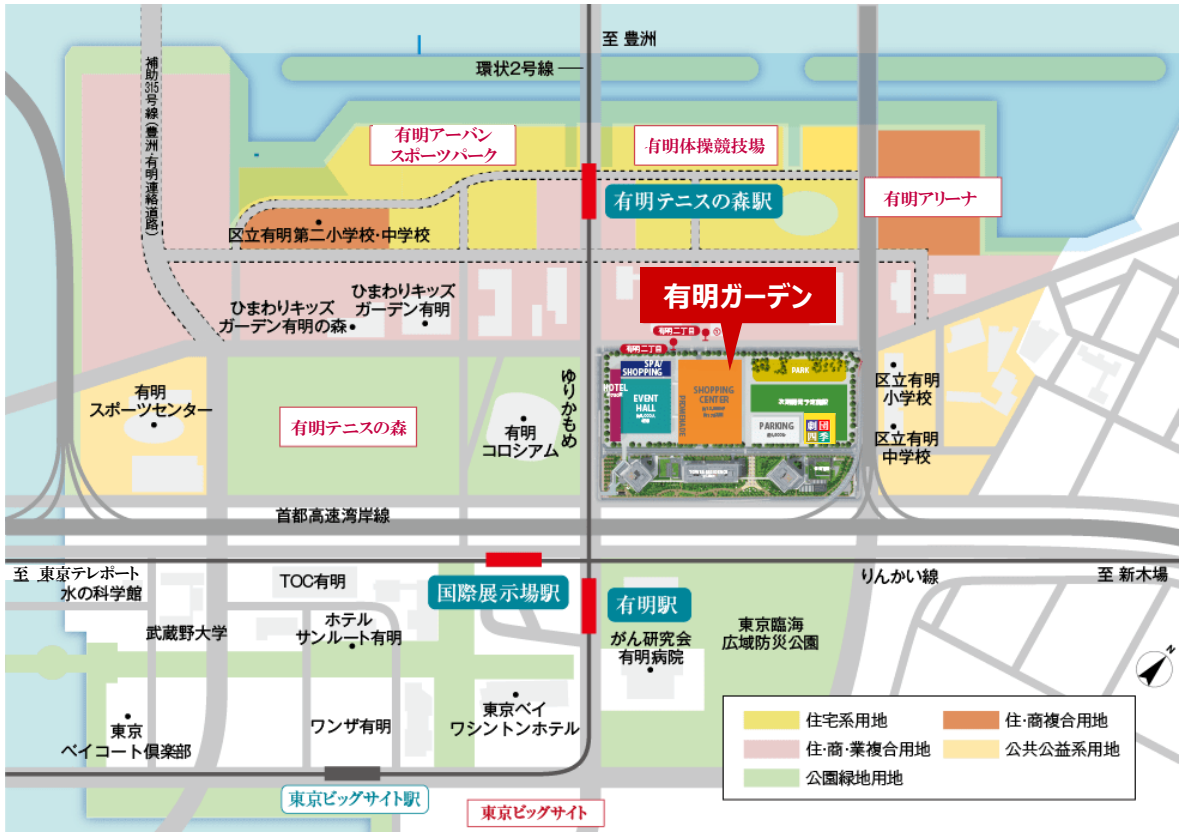 至 豊洲
環状2号線
補助315号線(豊洲・有明連絡道路)
有明アーバン
スポーツパーク
有明体操競技場
有明テニスの森駅
有明アリーナ
区立有明第二小学校・中学校
ひまわりキッズ
ガーデン有明
ひまわりキッズ
ガーデン有明の森
有明ガーデン
有明二丁目
有明二丁目
SPA/
SHOPPING
HOTEL
EVENT
HALL
PROMENADE
SHOPPING
CENTER
PARK
PARKING
劇団
四季
区立有明
小学校
区立有明
中学校
有明
スポーツセンター
有明テニスの森
有明
コロシアム
ゆりかもめ
首都高速湾岸線
至 東京テレポート
水の科学館
TOC有明
国際展示場駅
有明駅
りんかい線
至 新木場
武蔵野大学
ホテル
サンルート有明
がん研究会
有明病院
東京臨海
広域防災公園
N
東京
ベイコート倶楽部
ワンザ有明
東京ベイ
ワシントンホテル
東京ビッグサイト駅
東京ビッグサイト
住宅系用地
住・商複合用地
住・商・業複合用地
公共公益系用地
公園緑地用地